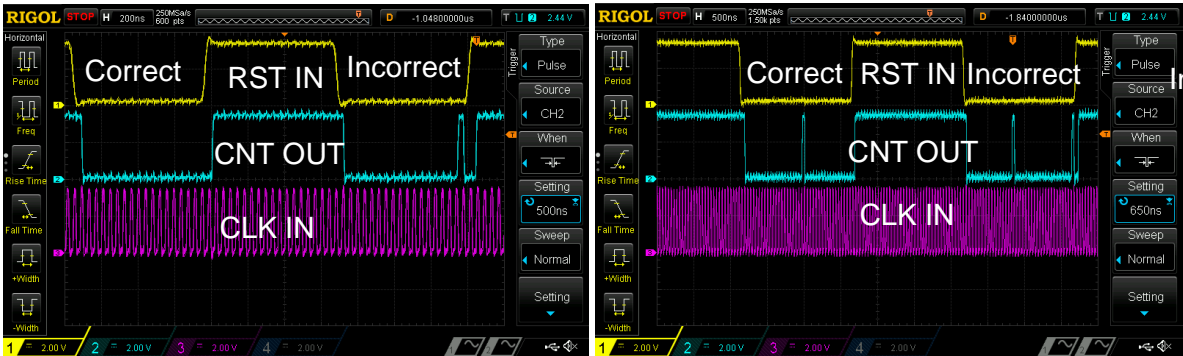 RIGOL STOP H 200ns 250MSa/s 600 pts D -1.04800000us T 2 2.44 V
Horizontal
Period
Freq
Rise Time
Fall Time
+Width
-Width
Correct RST IN Incorrect
CNT OUT
CLK IN
Trigger
Type
Pulse
Source
CH2
When
Setting
500ns
Sweep
Normal
Setting
1 = 2.00 V 2 = 2.00 V 3 = 2.00 V 4 = 2.00 V
RIGOL STOP H 500ns 250MSa/s 1.50k pts D -1.84000000us T 2 2.44 V
Horizontal
Period
Freq
Rise Time
Fall Time
+Width
-Width
Correct RST IN Incorrect
CNT OUT
CLK IN
Trigger
Type
Pulse
Source
CH2
When
Setting
650ns
Sweep
Normal
Setting
1 = 2.00 V 2 = 2.00 V 3 = 2.00 V 4 = 2.00 V